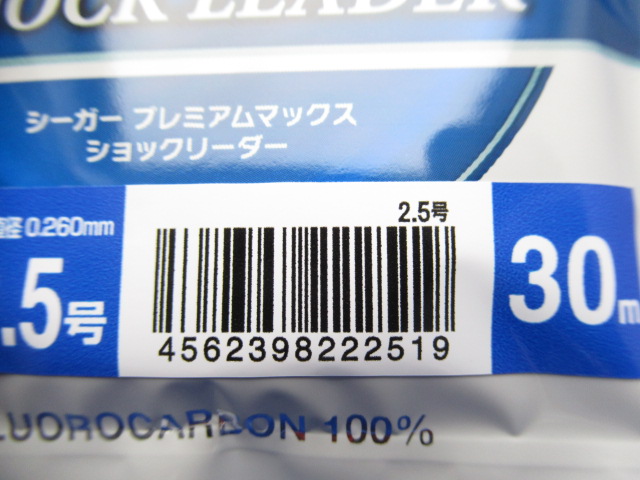 OCK LEADER
シーガー プレミアムマックス
ショックリーダー
径 0.260mm
2.5号
.5号
30m
4562398222519
LUOROCARBON 100%